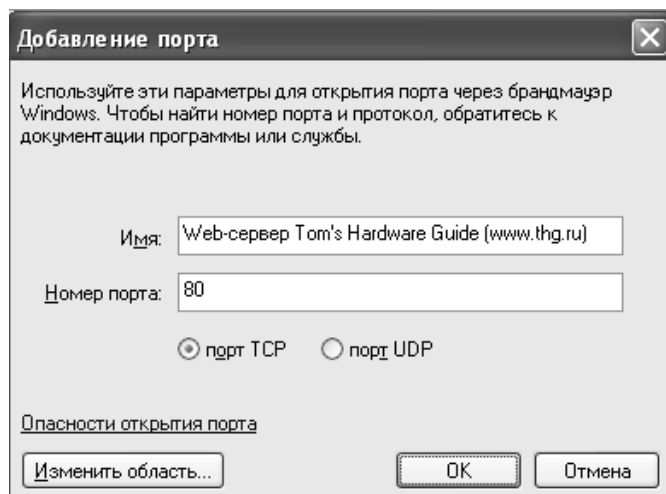 Добавление порта
Используйте эти параметры для открытия порта через брандмауэр
Windows. Чтобы найти номер порта и протокол, обратитесь к
документации программы или службы.
Имя: Web-сервер Tom's Hardware Guide (www.thg.ru)
Номер порта: 80
порт TCP порт UDP
Опасности открытия порта
Изменить область... OK Отмена